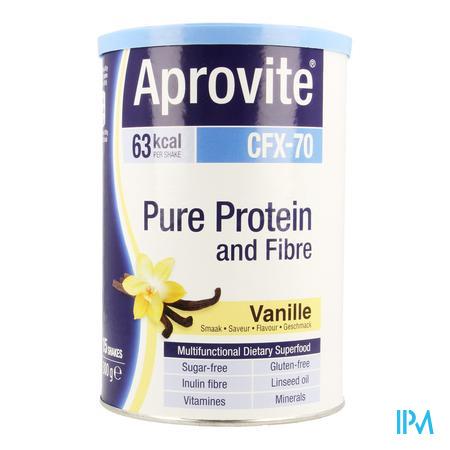 Aprovite®
63 kcal
PER SHAKE
CFX-70
Pure Protein
and Fibre
Vanille
Smaak • Saveur • Flavour • Geschmack
SHAKES
g ℮
Multifunctional Dietary Superfood
Sugar-free
Gluten-free
Inulin fibre
Linseed oil
Vitamines
Minerals
IPM